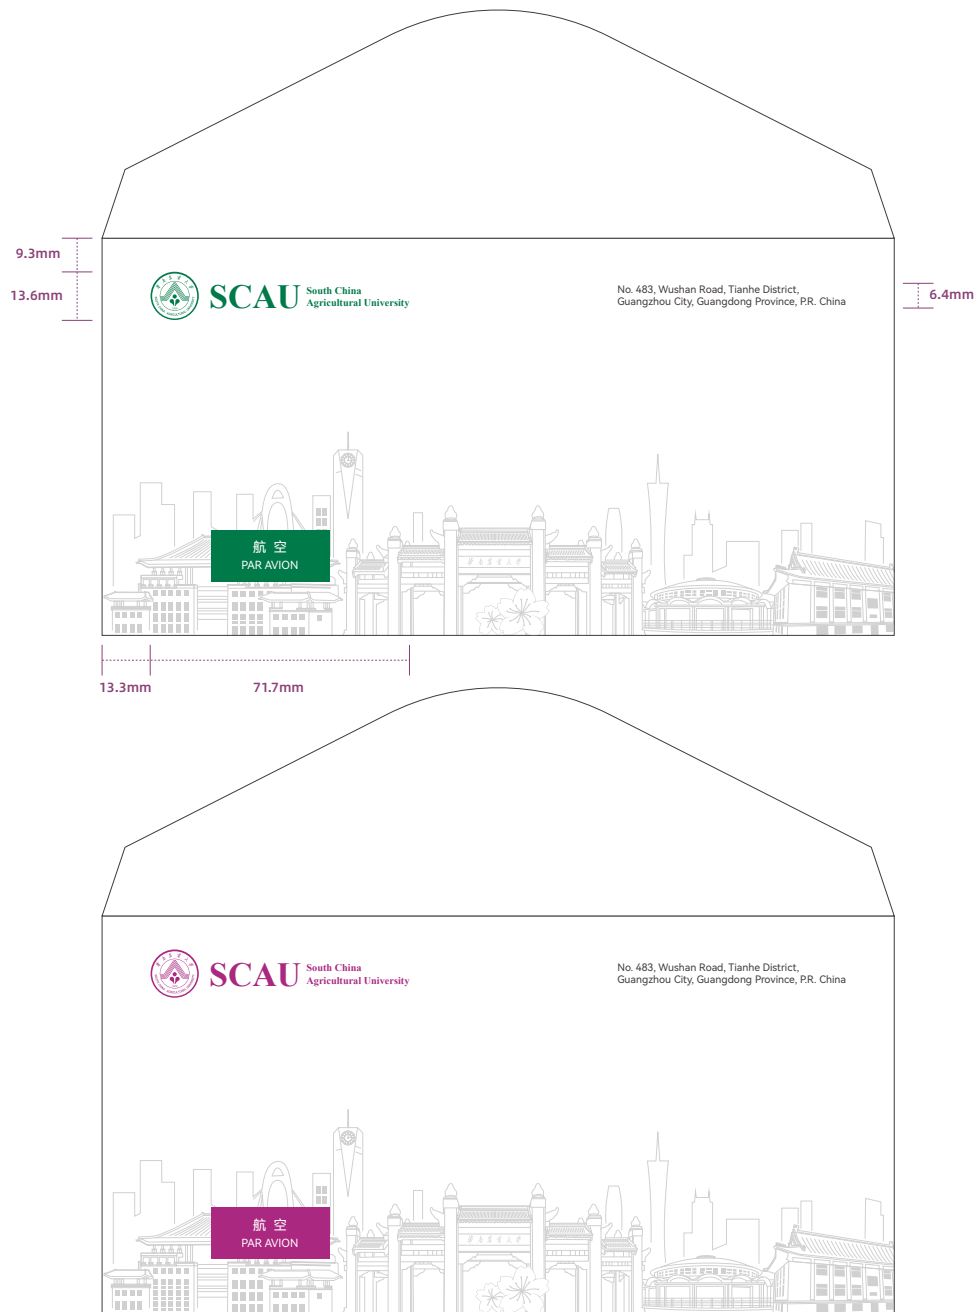 9.3mm
13.6mm
SCAU
South China
Agricultural University
No. 483, Wushan Road, Tianhe District,
Guangzhou City, Guangdong Province, P.R. China
6.4mm
航 空
PAR AVION
13.3mm
71.7mm
SCAU
South China
Agricultural University
No. 483, Wushan Road, Tianhe District,
Guangzhou City, Guangdong Province, P.R. China
航 空
PAR AVION